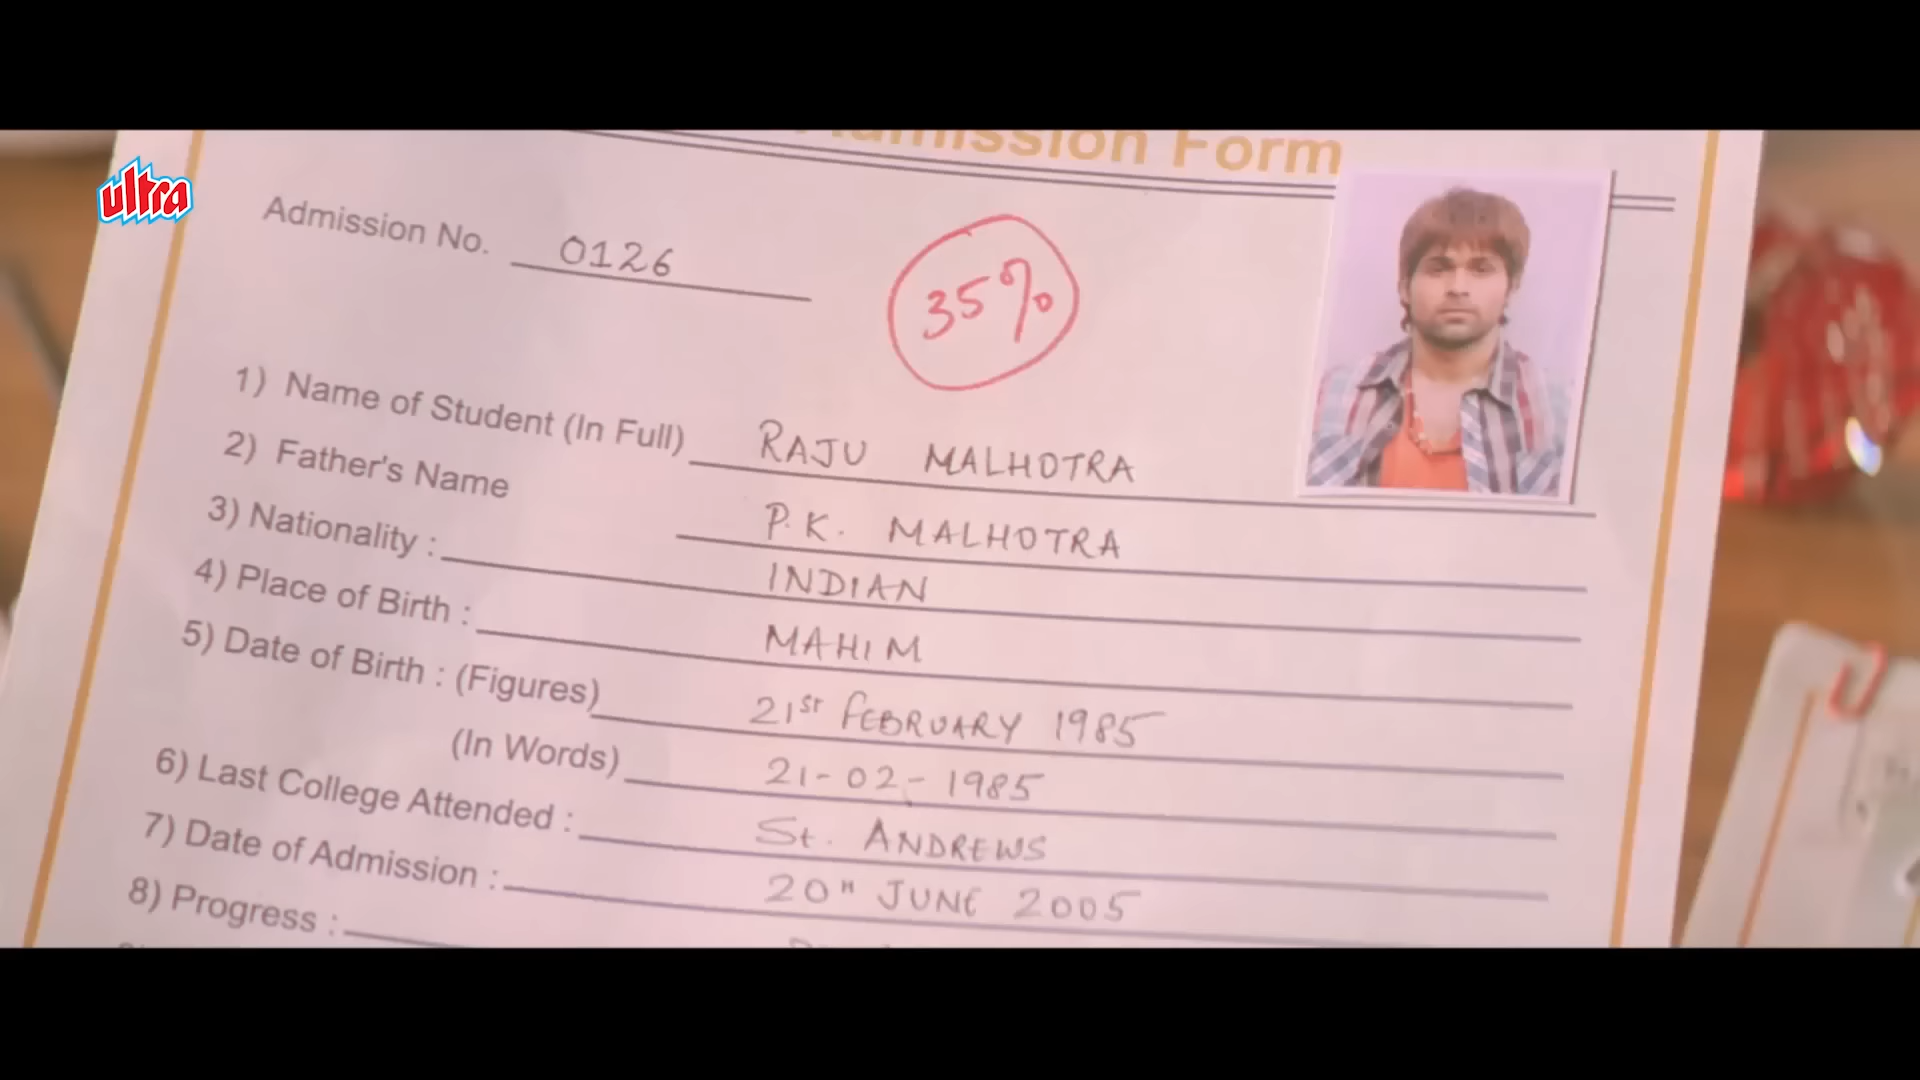 Admission Form
ultra
Admission No. 0126
35%
1) Name of Student (In Full) RAJU MALHOTRA
2) Father's Name P.K. MALHOTRA
3) Nationality : INDIAN
4) Place of Birth : MAHIM
5) Date of Birth : (Figures) 21st FEBRUARY 1985
(In Words) 21-02-1985
6) Last College Attended : St. ANDREWS
7) Date of Admission : 20" JUNE 2005
8) Progress :